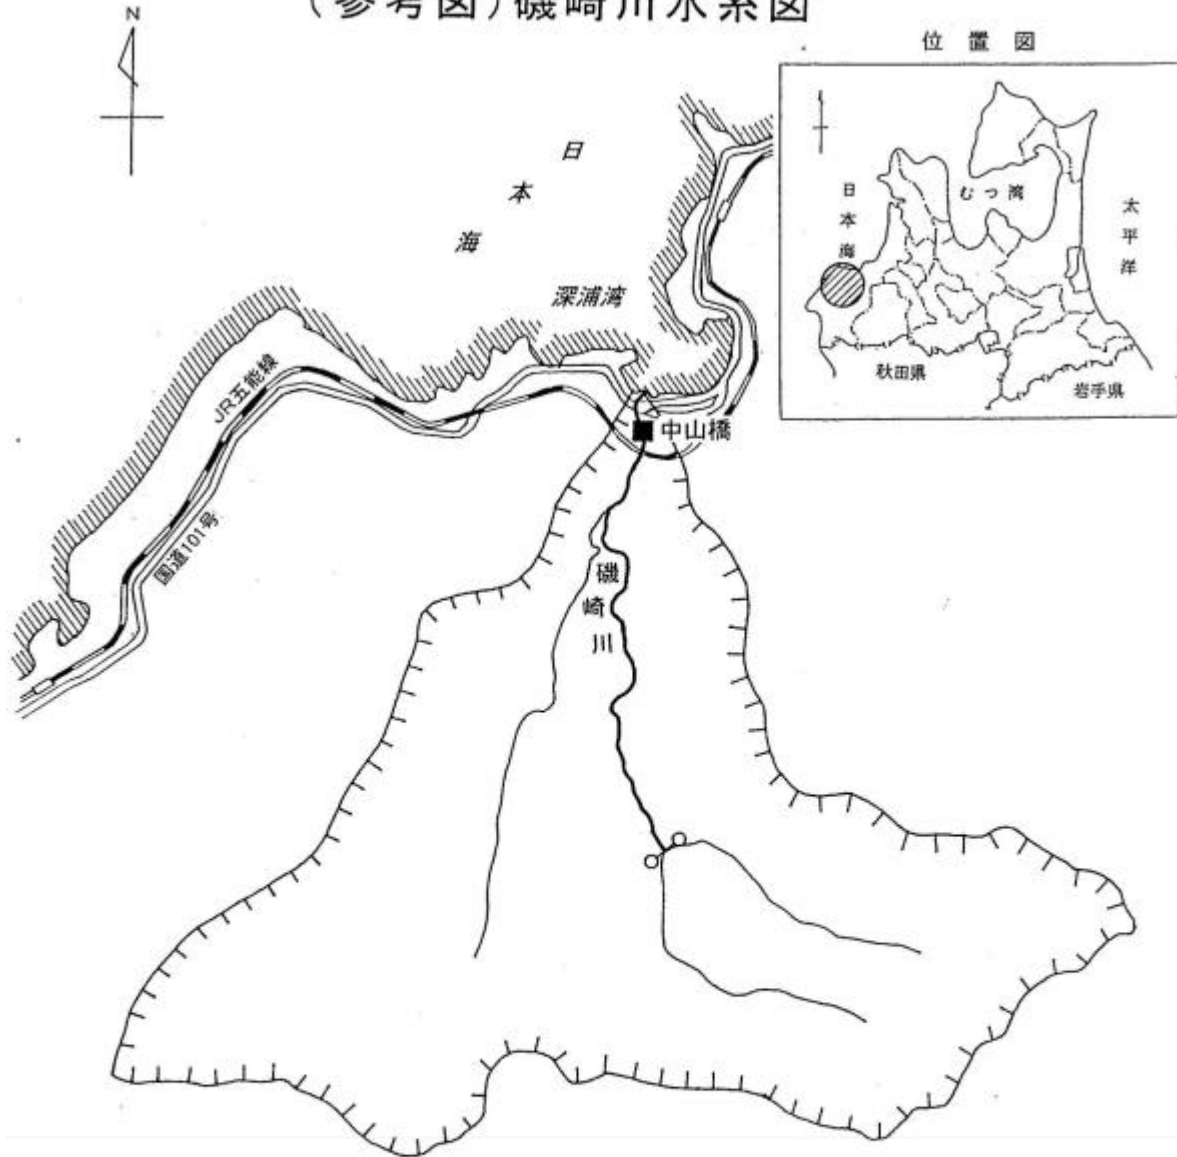 (参考図)磯崎川水系図
N
位置図
日本海
むつ湾
太平洋
秋田県
岩手県
日本海
深浦湾
JR五能線
国道101号
中山橋
磯崎川